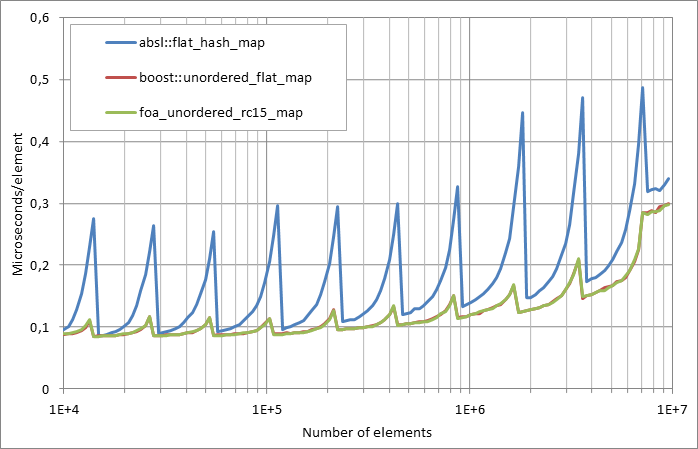 0,6
absl::flat_hash_map
0,5
boost::unordered_flat_map
foa_unordered_rc15_map
0,4
Microseconds/element
0,3
0,2
0,1
0
1E+4 1E+5 1E+6 1E+7
Number of elements